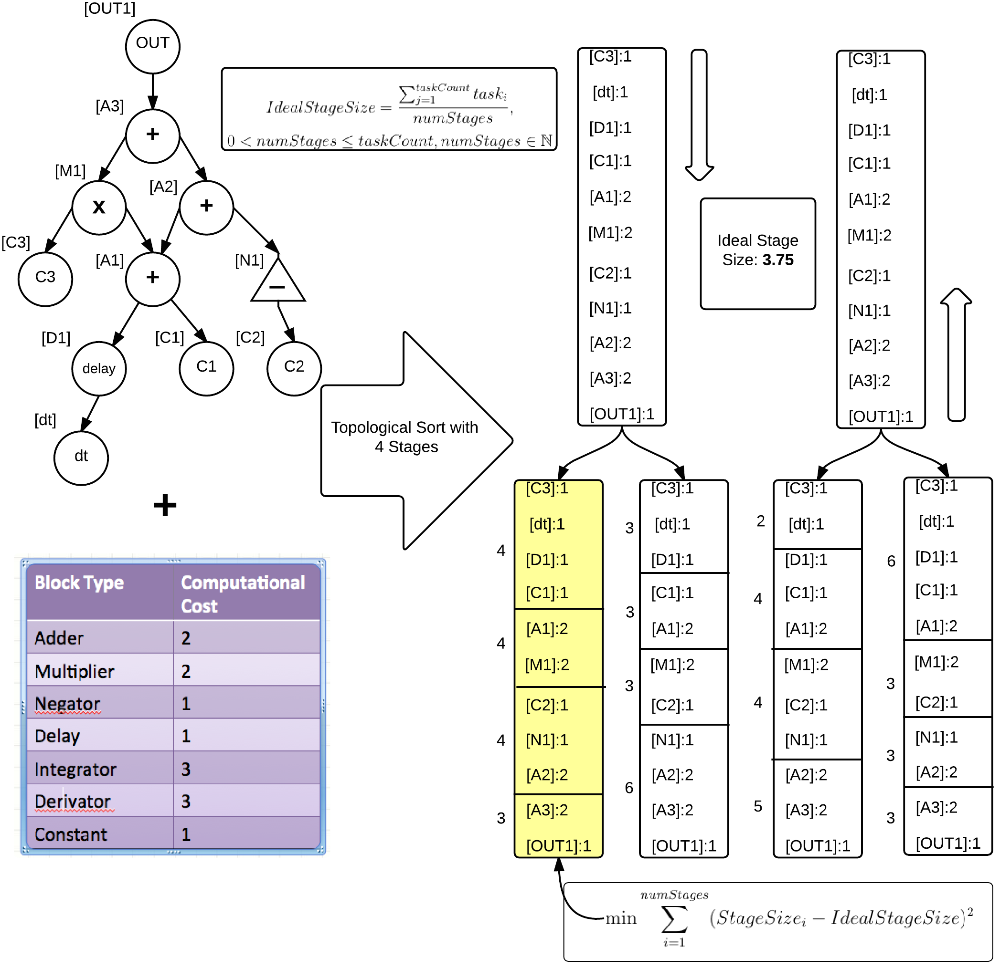 [OUT1]
OUT
[A3]
+
[M1]
[A2]
x
+
[C3]
[A1]
[N1]
C3
+
–
[D1]
[C1]
[C2]
delay
C1
C2
[dt]
dt
+
IdealStageSize = \frac{\sum_{j=1}^{taskCount} task_i}{numStages},
0 < numStages ≤ taskCount, numStages ∈ ℕ
Block Type Computational
Cost
Adder 2
Multiplier 2
Negator 1
Delay 1
Integrator 3
Derivator 3
Constant 1
Topological Sort with
4 Stages
[C3]:1
[dt]:1
[D1]:1
[C1]:1
[A1]:2
[M1]:2
[C2]:1
[N1]:1
[A2]:2
[A3]:2
[OUT1]:1
Ideal Stage
Size: 3.75
[C3]:1
[dt]:1
[D1]:1
[C1]:1
[A1]:2
[M1]:2
[C2]:1
[N1]:1
[A2]:2
[A3]:2
[OUT1]:1
4
4
4
3
[C3]:1
[dt]:1
[D1]:1
[C1]:1
[A1]:2
[M1]:2
[C2]:1
[N1]:1
[A2]:2
[A3]:2
[OUT1]:1
3
3
3
6
[C3]:1
[dt]:1
[D1]:1
[C1]:1
[A1]:2
[M1]:2
[C2]:1
[N1]:1
[A2]:2
[A3]:2
[OUT1]:1
2
4
4
5
[C3]:1
[dt]:1
[D1]:1
[C1]:1
[A1]:2
[M1]:2
[C2]:1
[N1]:1
[A2]:2
[A3]:2
[OUT1]:1
6
3
3
3
[C3]:1
[dt]:1
[D1]:1
[C1]:1
[A1]:2
[M1]:2
[C2]:1
[N1]:1
[A2]:2
[A3]:2
[OUT1]:1
min \sum_{i=1}^{numStages} (StageSize_i − IdealStageSize)^2